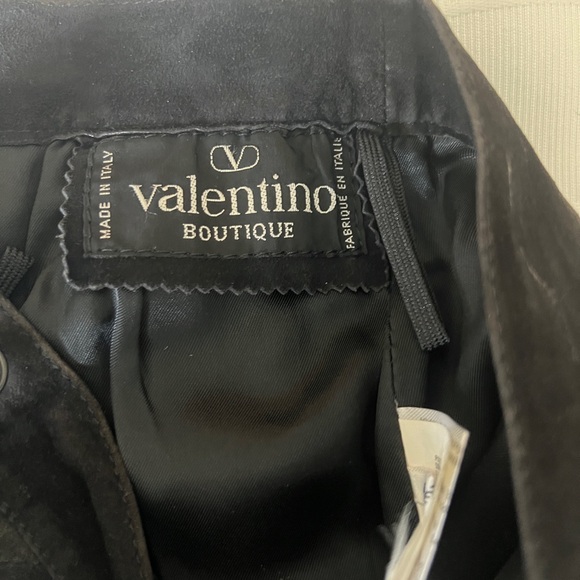 MADE IN ITALY
V
valentino
BOUTIQUE
FABRIQUE EN ITALIE